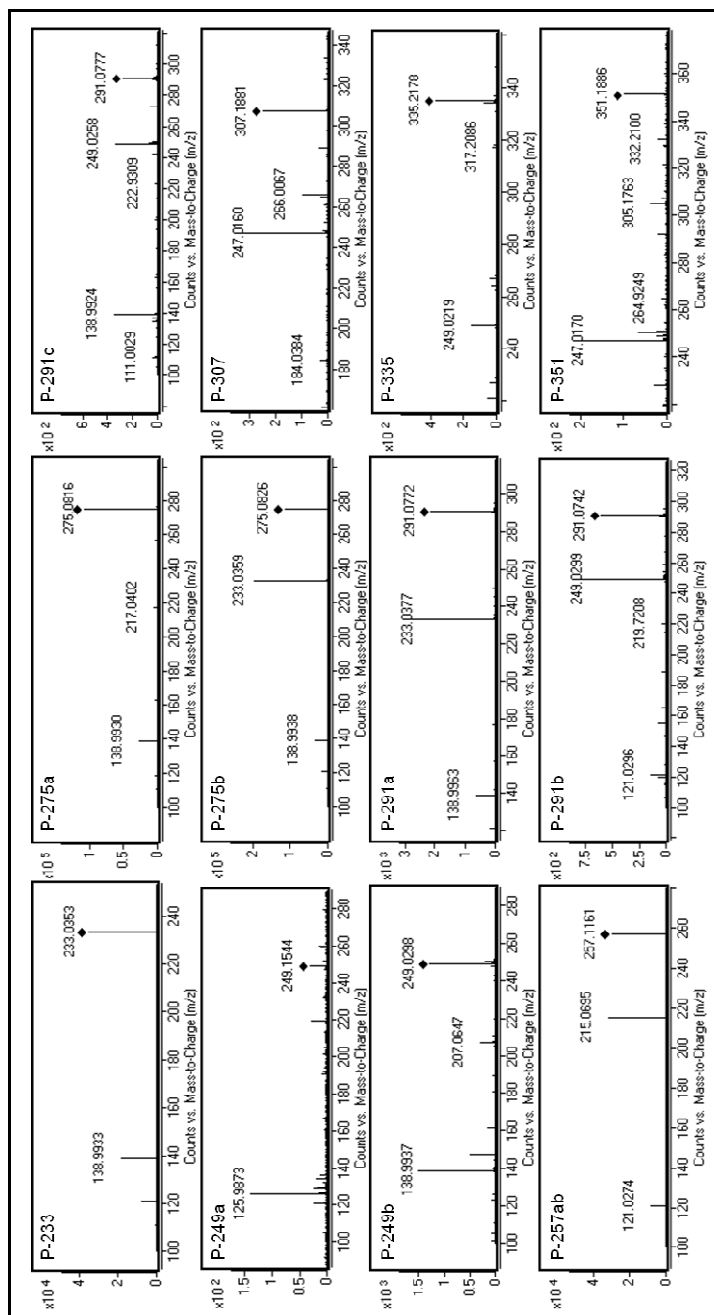 P-233
x10 4
4
2
0
138.9933
233.0353
100 120 140 160 180 200 220 240
Counts vs. Mass-to-Charge (m/z)
P-275a
x10 5
1
0.5
0
138.9930
217.0402
275.0816
100 120 140 160 180 200 220 240 260 280
Counts vs. Mass-to-Charge (m/z)
P-291c
x10 2
6
4
2
0
111.0029
138.9924
222.9309
249.0258
291.0777
100 120 140 160 180 200 220 240 260 280 300
Counts vs. Mass-to-Charge (m/z)
P-249a
x10 2
1.5
1
0.5
0
125.9873
249.1544
100 120 140 160 180 200 220 240 260 280
Counts vs. Mass-to-Charge (m/z)
P-275b
x10 5
2
1
0
138.9938
233.0359
275.0826
100 120 140 160 180 200 220 240 260 280
Counts vs. Mass-to-Charge (m/z)
P-307
x10 2
3
2
1
0
184.0384
247.0160
266.0067
307.1881
180 200 220 240 260 280 300 320 340
Counts vs. Mass-to-Charge (m/z)
P-249b
x10 3
1.5
1
0.5
0
138.9937
207.0647
249.0298
100 120 140 160 180 200 220 240 260 280
Counts vs. Mass-to-Charge (m/z)
P-291a
x10 3
3
2
1
0
138.9963
233.0377
291.0772
140 160 180 200 220 240 260 280 300
Counts vs. Mass-to-Charge (m/z)
P-335
x10 2
4
2
0
249.0219
317.2086
335.2178
240 260 280 300 320 340
Counts vs. Mass-to-Charge (m/z)
P-257ab
x10 4
4
2
0
121.0274
215.0695
257.1161
100 120 140 160 180 200 220 240 260
Counts vs. Mass-to-Charge (m/z)
P-291b
x10 2
7.5
5
2.5
0
121.0296
219.7208
249.0299
291.0742
100 120 140 160 180 200 220 240 260 280 300 320
Counts vs. Mass-to-Charge (m/z)
P-351
x10 2
2
1
0
247.0170
264.9249
305.1763
332.2100
351.1886
240 260 280 300 320 340 360
Counts vs. Mass-to-Charge (m/z)